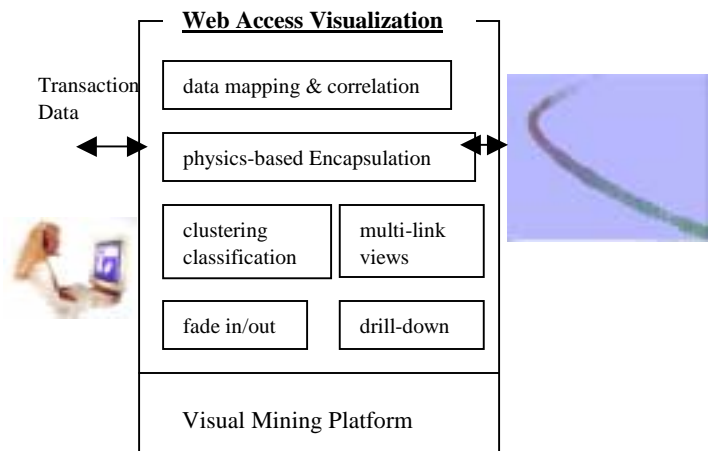 Web Access Visualization
Transaction
Data
data mapping & correlation
physics-based Encapsulation
clustering
classification
multi-link
views
fade in/out
drill-down
Visual Mining Platform